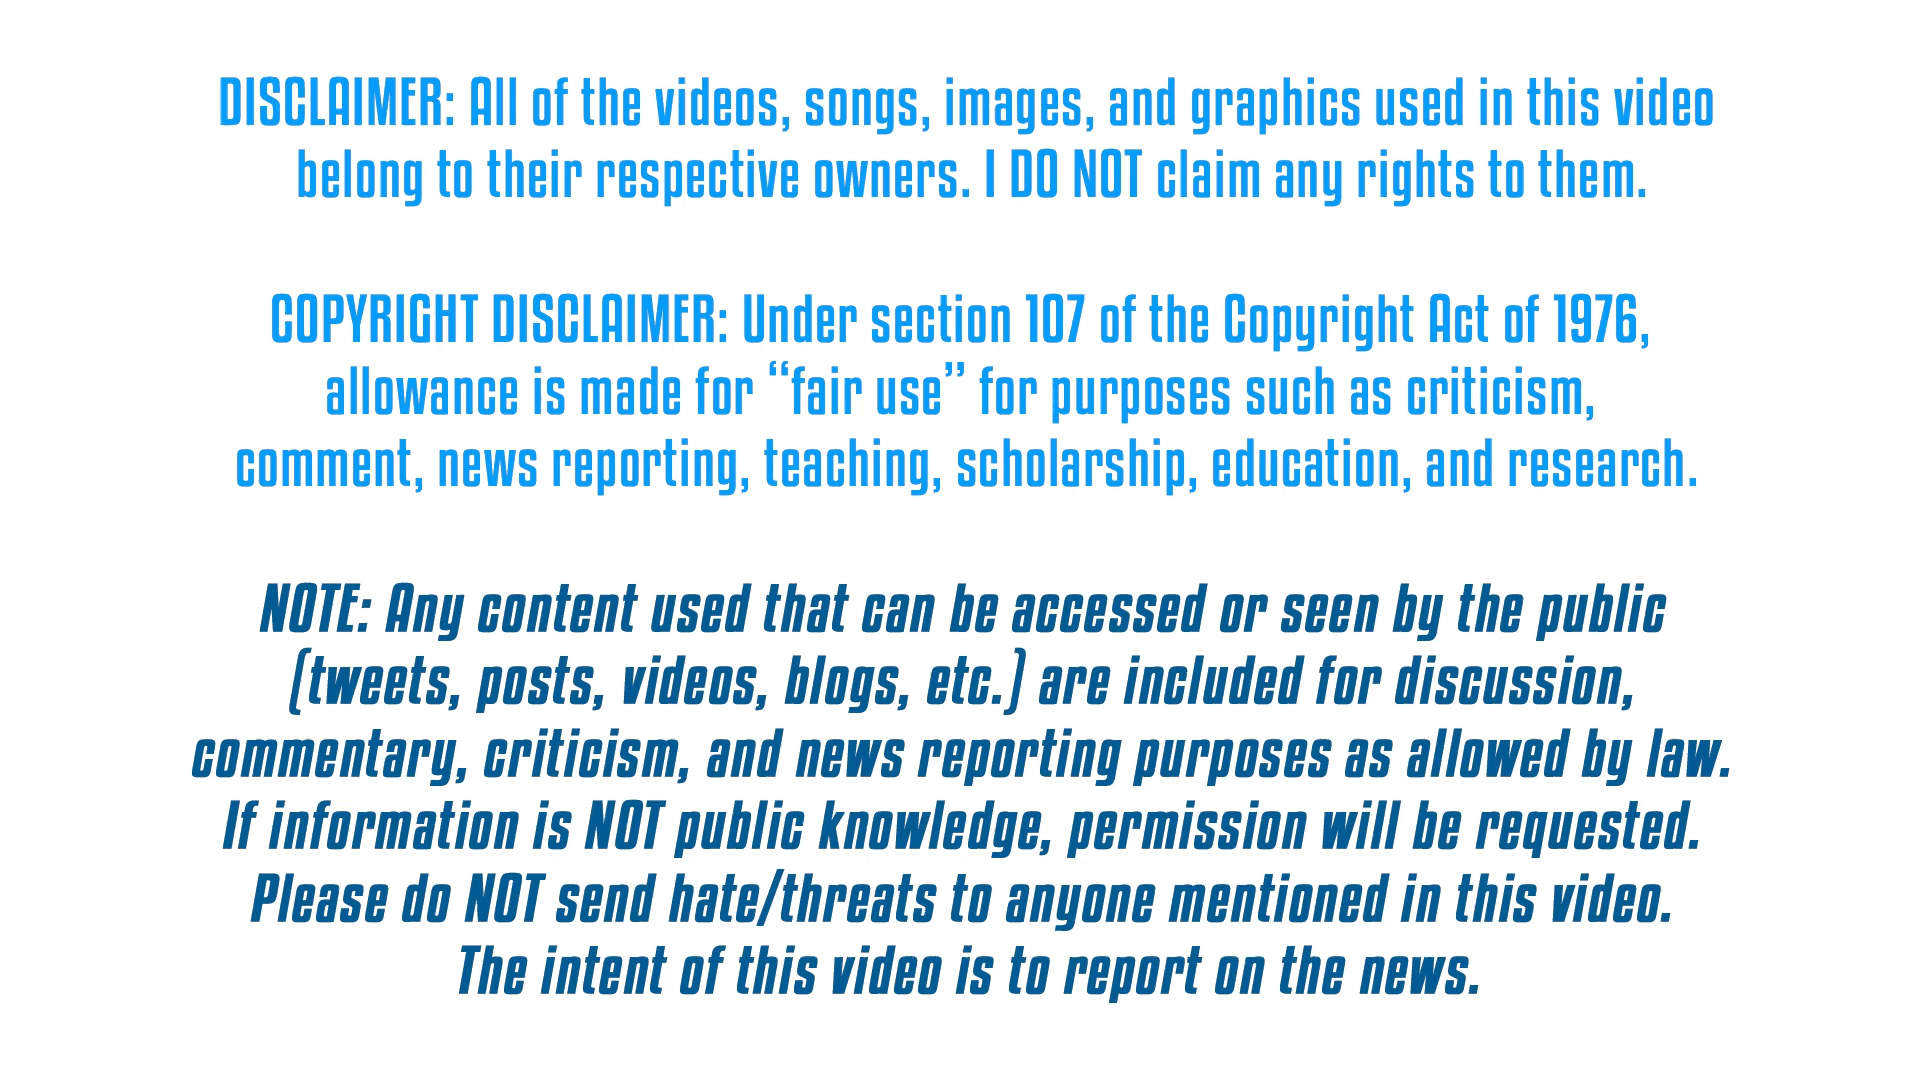 DISCLAIMER: All of the videos, songs, images, and graphics used in this video
belong to their respective owners. I DO NOT claim any rights to them.
COPYRIGHT DISCLAIMER: Under section 107 of the Copyright Act of 1976,
allowance is made for “fair use” for purposes such as criticism,
comment, news reporting, teaching, scholarship, education, and research.
NOTE: Any content used that can be accessed or seen by the public
(tweets, posts, videos, blogs, etc.) are included for discussion,
commentary, criticism, and news reporting purposes as allowed by law.
If information is NOT public knowledge, permission will be requested.
Please do NOT send hate/threats to anyone mentioned in this video.
The intent of this video is to report on the news.